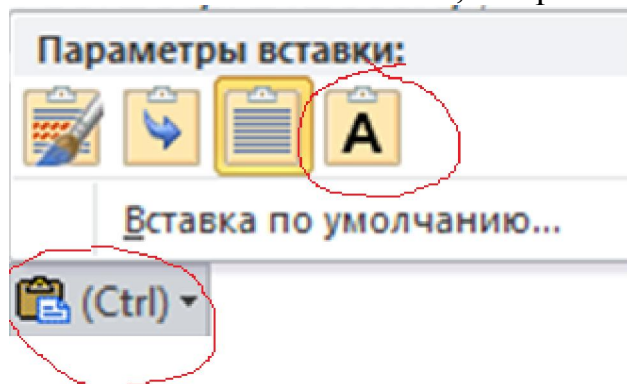 Параметры вставки:
A
Вставка по умолчанию...
(Ctrl)